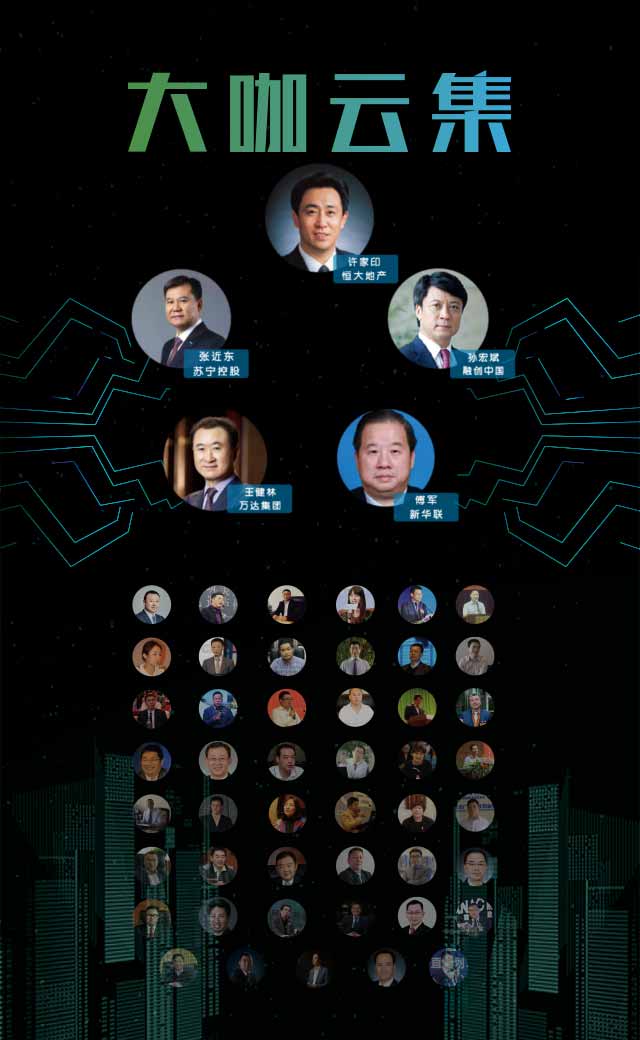 大咖云集
许家印
恒大地产
张近东
苏宁控股
孙宏斌
融创中国
王健林
万达集团
傅军
新华联